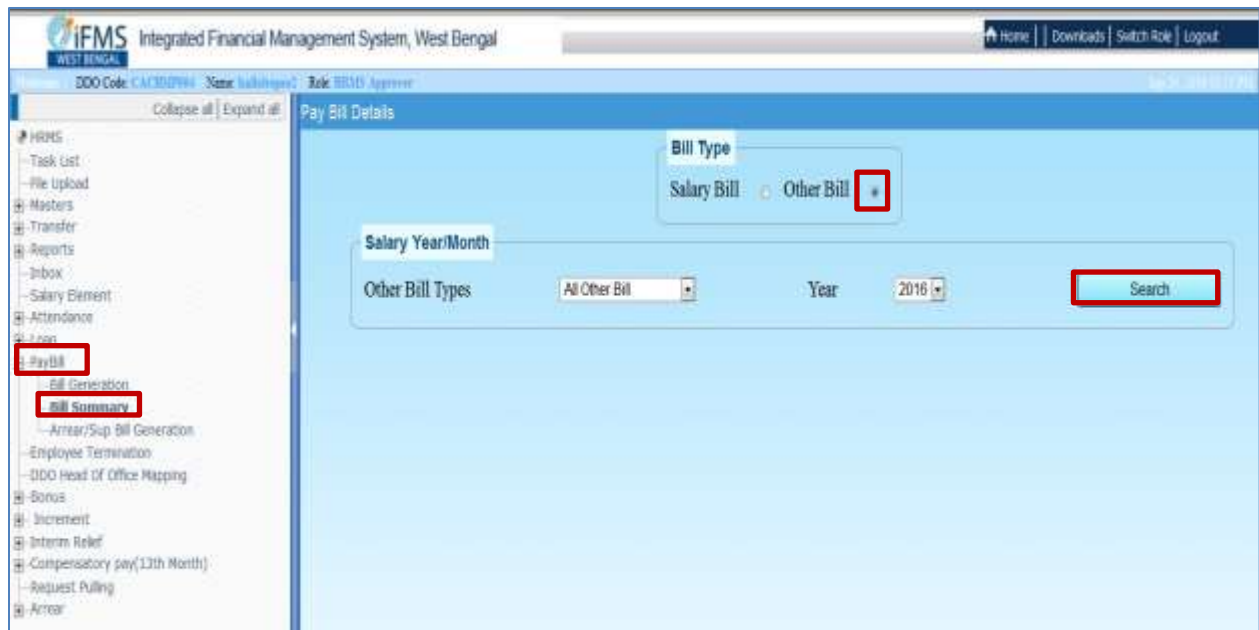 iFMS Integrated Financial Management System, West Bengal
WEST BENGAL
Home | | Downloads | Switch Role | Logout
DDO Code: Name: Role: HRMS Approver
Collapse all | Expand all
Pay Bill Details
HRMS
Task List
File Upload
Masters
Transfer
Reports
Inbox
Salary Element
Attendance
Loan
PayBill
Bill Generation
Bill Summary
Arrear/Sup Bill Generation
Employee Termination
DDO Head Of Office Mapping
Bonus
Increment
Interim Relief
Compensatory pay(13th Month)
Request Pulling
Arrear
Bill Type
Salary Bill Other Bill
Salary Year/Month
Other Bill Types All Other Bill Year 2016 Search